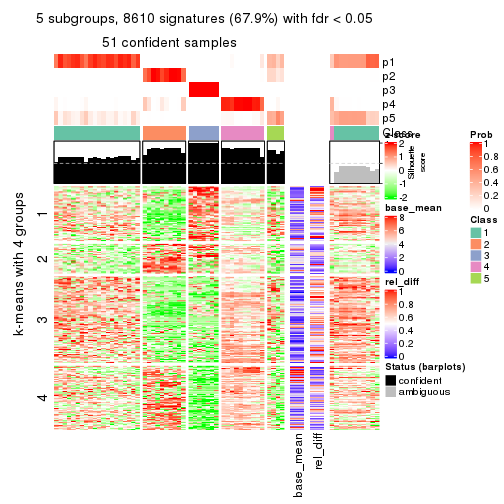 5 subgroups, 8610 signatures (67.9%) with fdr < 0.05
51 confident samples
p1
p2
p3
p4
p5
Class
z-score
2
1
0
-1
-2
Silhouette
score
k-means with 4 groups
1
2
3
4
base_mean
8
6
4
2
0
rel_diff
1
0.8
0.6
0.4
0.2
0
Status (barplots)
confident
ambiguous
Prob
1
0.8
0.6
0.4
0.2
0
Class
1
2
3
4
5
base_mean
rel_diff